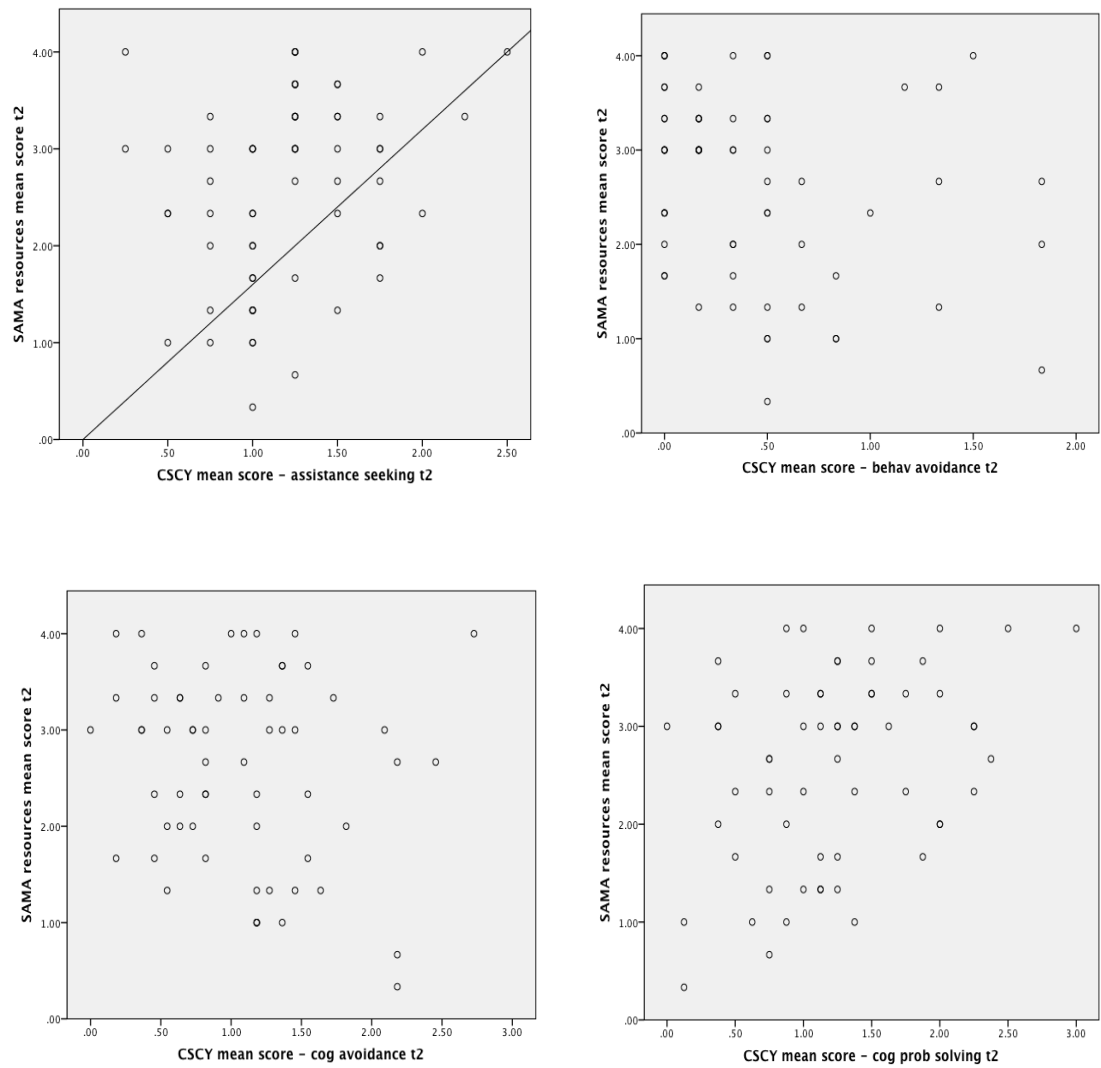 SAMA resources mean score t2
4.00
3.00
2.00
1.00
.00
.00 .50 1.00 1.50 2.00 2.50
CSCY mean score – assistance seeking t2
SAMA resources mean score t2
4.00
3.00
2.00
1.00
.00
.00 .50 1.00 1.50 2.00
CSCY mean score – behav avoidance t2
SAMA resources mean score t2
4.00
3.00
2.00
1.00
.00
.00 .50 1.00 1.50 2.00 2.50 3.00
CSCY mean score – cog avoidance t2
SAMA resources mean score t2
4.00
3.00
2.00
1.00
.00
.00 .50 1.00 1.50 2.00 2.50 3.00
CSCY mean score – cog prob solving t2